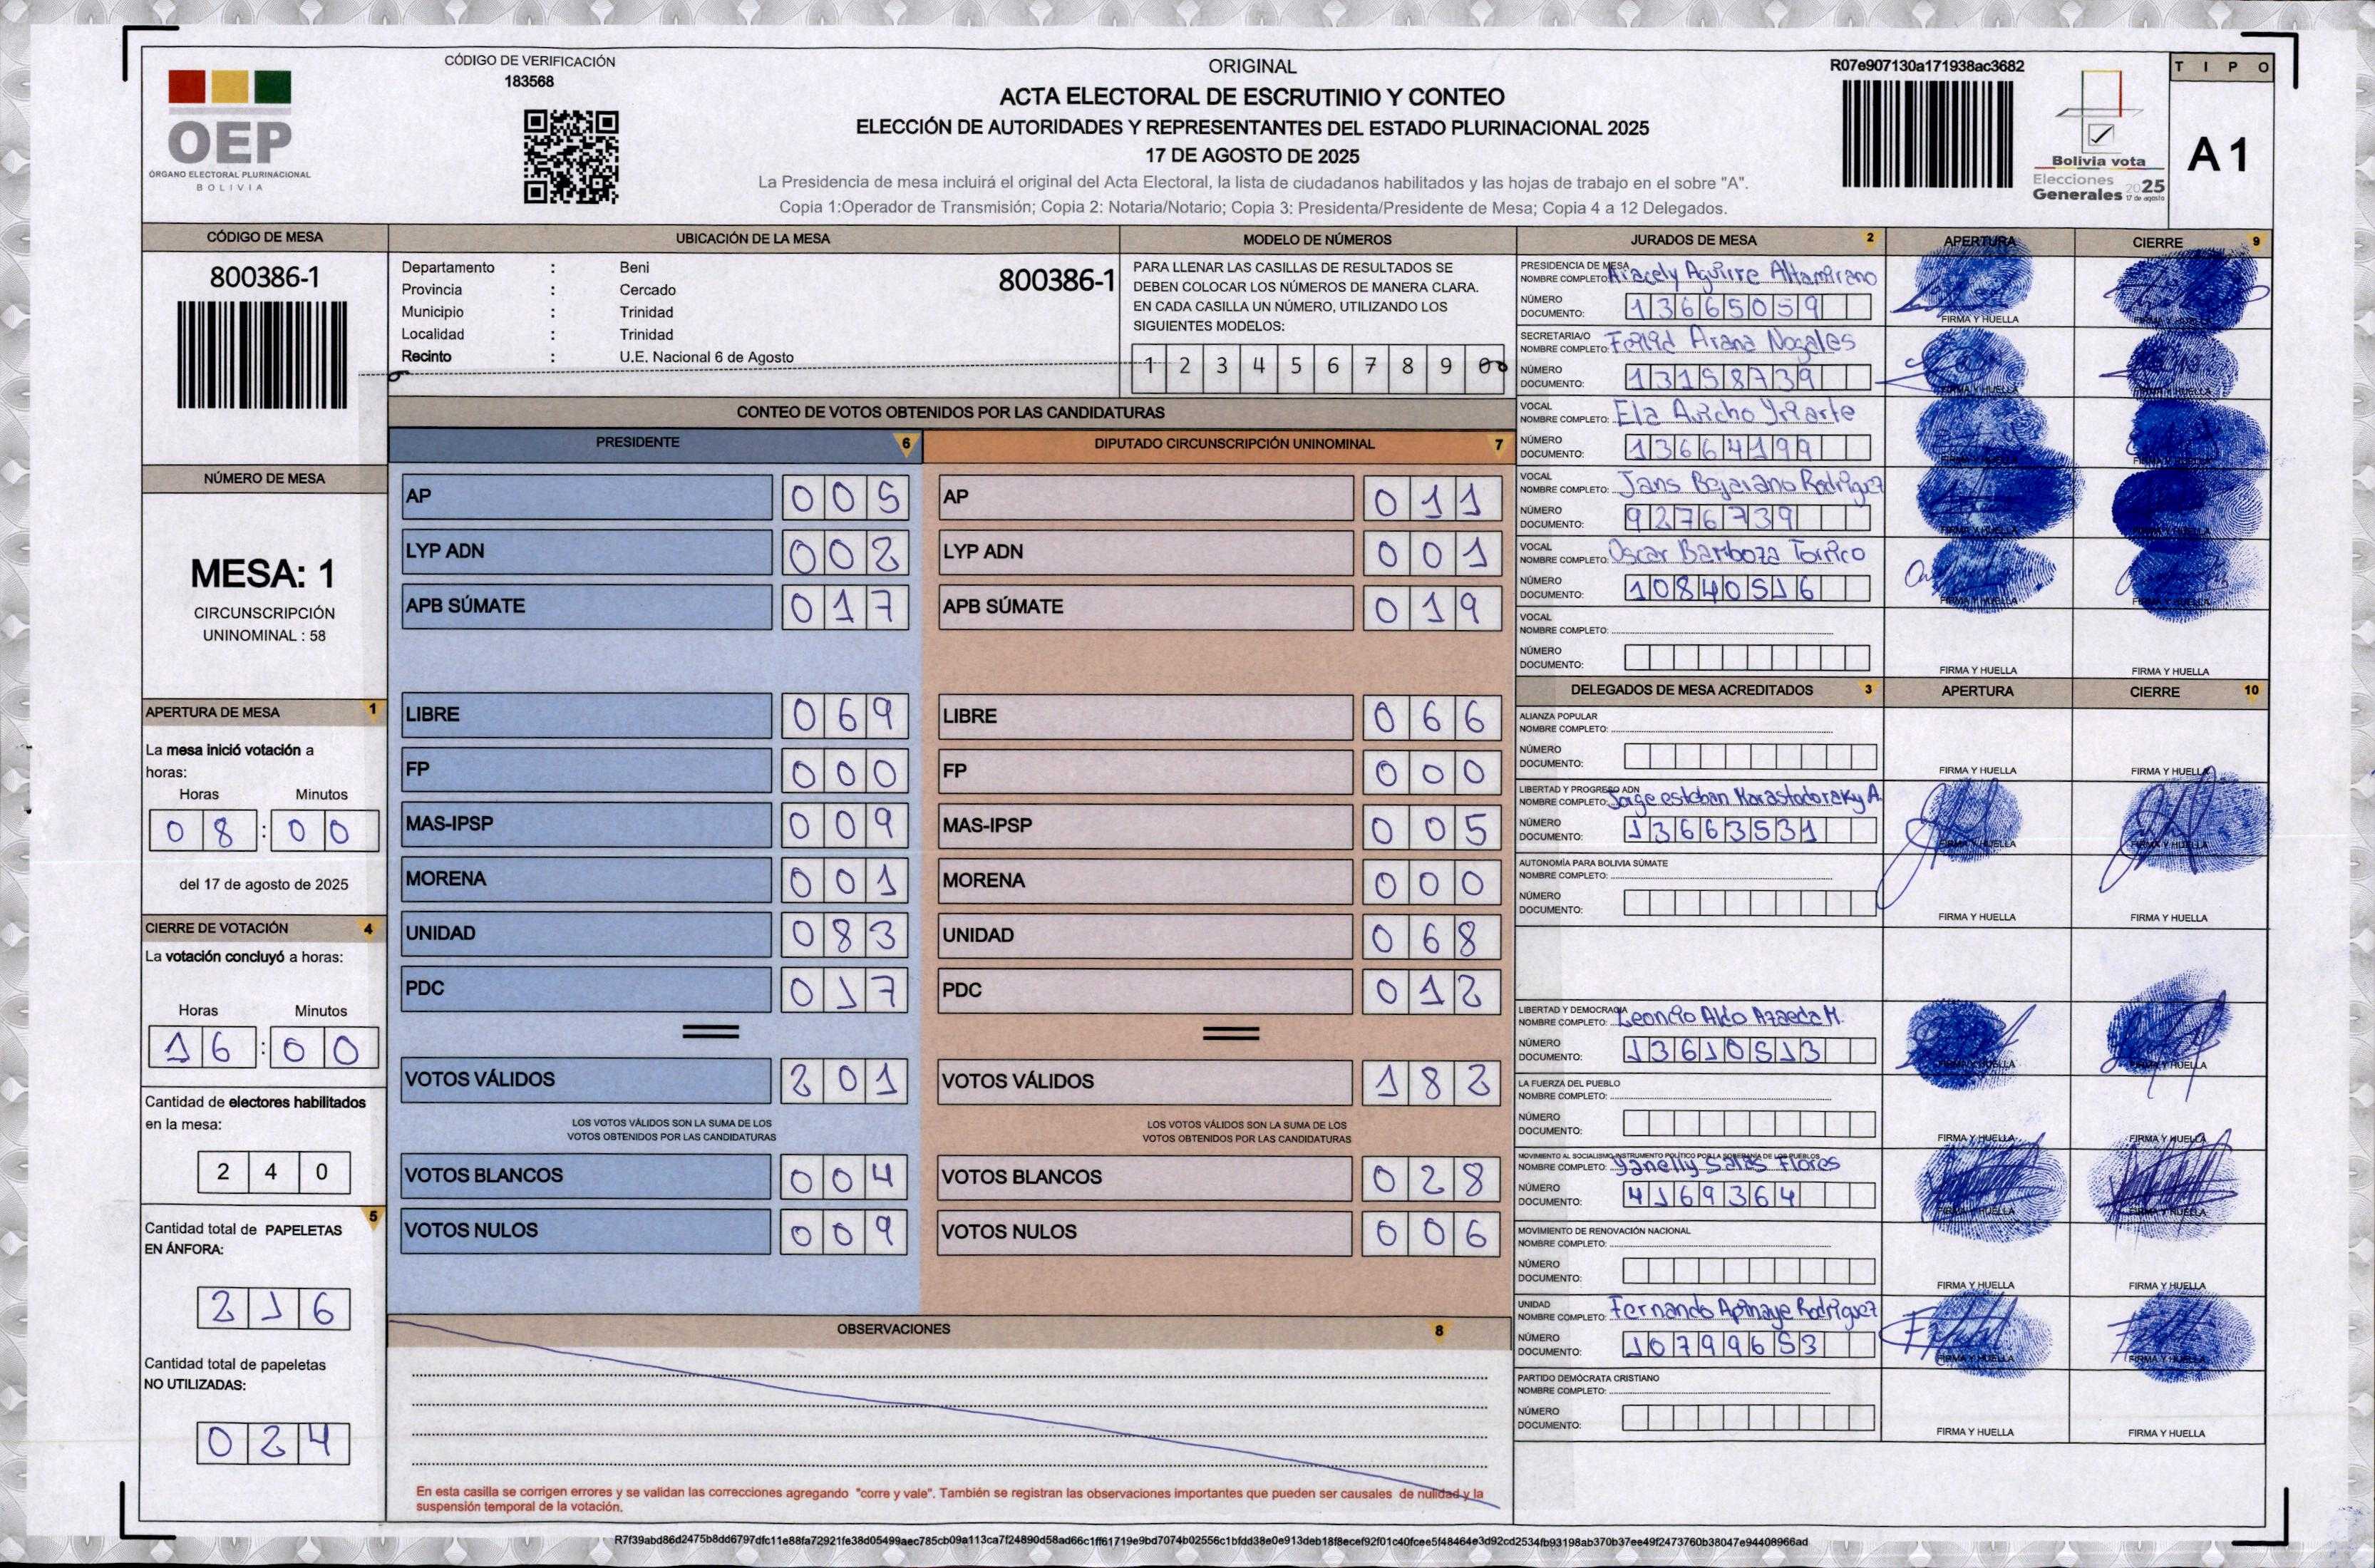 CÓDIGO DE VERIFICACIÓN
183568
OEP
ÓRGANO ELECTORAL PLURINACIONAL
BOLIVIA
ORIGINAL
ACTA ELECTORAL DE ESCRUTINIO Y CONTEO
ELECCIÓN DE AUTORIDADES Y REPRESENTANTES DEL ESTADO PLURINACIONAL 2025
17 DE AGOSTO DE 2025
La Presidencia de mesa incluirá el original del Acta Electoral, la lista de ciudadanos habilitados y las hojas de trabajo en el sobre "A".
Copia 1:Operador de Transmisión; Copia 2: Notaria/Notario; Copia 3: Presidenta/Presidente de Mesa; Copia 4 a 12 Delegados.
R07e907130a171938ac3682
Bolivia vota
Elecciones
Generales 2025
17 de agosto
TIPO
A1
CÓDIGO DE MESA
800386-1
NÚMERO DE MESA
MESA: 1
CIRCUNSCRIPCIÓN
UNINOMINAL : 58
APERTURA DE MESA 1
La mesa inició votación a
horas:
Horas Minutos
08:00
del 17 de agosto de 2025
CIERRE DE VOTACIÓN 4
La votación concluyó a horas:
Horas Minutos
16:00
Cantidad de electores habilitados
en la mesa:
240
5
Cantidad total de PAPELETAS
EN ÁNFORA:
216
Cantidad total de papeletas
NO UTILIZADAS:
024
UBICACIÓN DE LA MESA
Departamento : Beni 800386-1
Provincia : Cercado
Municipio : Trinidad
Localidad : Trinidad
Recinto : U.E. Nacional 6 de Agosto
MODELO DE NÚMEROS
PARA LLENAR LAS CASILLAS DE RESULTADOS SE
DEBEN COLOCAR LOS NÚMEROS DE MANERA CLARA.
EN CADA CASILLA UN NÚMERO, UTILIZANDO LOS
SIGUIENTES MODELOS:
1 2 3 4 5 6 7 8 9 0
CONTEO DE VOTOS OBTENIDOS POR LAS CANDIDATURAS
PRESIDENTE 6
AP 005
LYP ADN 002
APB SÚMATE 017
LIBRE 069
FP 000
MAS-IPSP 009
MORENA 001
UNIDAD 083
PDC 017
=
VOTOS VÁLIDOS 201
LOS VOTOS VÁLIDOS SON LA SUMA DE LOS
VOTOS OBTENIDOS POR LAS CANDIDATURAS
VOTOS BLANCOS 004
VOTOS NULOS 009
DIPUTADO CIRCUNSCRIPCIÓN UNINOMINAL 7
AP 011
LYP ADN 001
APB SÚMATE 019
LIBRE 066
FP 000
MAS-IPSP 005
MORENA 000
UNIDAD 068
PDC 012
=
VOTOS VÁLIDOS 182
LOS VOTOS VÁLIDOS SON LA SUMA DE LOS
VOTOS OBTENIDOS POR LAS CANDIDATURAS
VOTOS BLANCOS 028
VOTOS NULOS 006
OBSERVACIONES 8
En esta casilla se corrigen errores y se validan las correcciones agregando "corre y vale". También se registran las observaciones importantes que pueden ser causales de nulidad y la
suspensión temporal de la votación.
JURADOS DE MESA 2 APERTURA CIERRE 9
PRESIDENCIA DE MESA
NOMBRE COMPLETO: Aracely Aguirre Altamirano
NÚMERO
DOCUMENTO: 13665059
FIRMA Y HUELLA FIRMA Y HUELLA
SECRETARIA/O
NOMBRE COMPLETO: Arana Nogales
NÚMERO
DOCUMENTO: 13158739
FIRMA Y HUELLA FIRMA Y HUELLA
VOCAL
NOMBRE COMPLETO: Ela Yriarte
NÚMERO
DOCUMENTO: 13664199
FIRMA Y HUELLA FIRMA Y HUELLA
VOCAL
NOMBRE COMPLETO: Jans Bejarano Rodriguez
NÚMERO
DOCUMENTO: 9276739
FIRMA Y HUELLA FIRMA Y HUELLA
VOCAL
NOMBRE COMPLETO: Oscar Barboza Torrico
NÚMERO
DOCUMENTO: 10840516
FIRMA Y HUELLA FIRMA Y HUELLA
VOCAL
NOMBRE COMPLETO:
NÚMERO
DOCUMENTO:
FIRMA Y HUELLA FIRMA Y HUELLA
DELEGADOS DE MESA ACREDITADOS 3 APERTURA CIERRE 10
ALIANZA POPULAR
NOMBRE COMPLETO:
NÚMERO
DOCUMENTO:
FIRMA Y HUELLA FIRMA Y HUELLA
LIBERTAD Y PROGRESO ADN
NOMBRE COMPLETO: Jorge esteban A.
NÚMERO
DOCUMENTO: 13663531
FIRMA Y HUELLA FIRMA Y HUELLA
AUTONOMÍA PARA BOLIVIA SÚMATE
NOMBRE COMPLETO:
NÚMERO
DOCUMENTO:
FIRMA Y HUELLA FIRMA Y HUELLA
LIBERTAD Y DEMOCRACIA
NOMBRE COMPLETO: Leoncio Aldo M.
NÚMERO
DOCUMENTO: 13610513
FIRMA Y HUELLA FIRMA Y HUELLA
LA FUERZA DEL PUEBLO
NOMBRE COMPLETO:
NÚMERO
DOCUMENTO:
FIRMA Y HUELLA FIRMA Y HUELLA
MOVIMIENTO AL SOCIALISMO-INSTRUMENTO POLÍTICO POR LA SOBERANÍA DE LOS PUEBLOS
NOMBRE COMPLETO: Yanelly Salas Flores
NÚMERO
DOCUMENTO: 4169364
FIRMA Y HUELLA FIRMA Y HUELLA
MOVIMIENTO DE RENOVACIÓN NACIONAL
NOMBRE COMPLETO:
NÚMERO
DOCUMENTO:
FIRMA Y HUELLA FIRMA Y HUELLA
UNIDAD
NOMBRE COMPLETO: Fernando Apinaye Rodriguez
NÚMERO
DOCUMENTO: 10799653
FIRMA Y HUELLA FIRMA Y HUELLA
PARTIDO DEMÓCRATA CRISTIANO
NOMBRE COMPLETO:
NÚMERO
DOCUMENTO:
FIRMA Y HUELLA FIRMA Y HUELLA